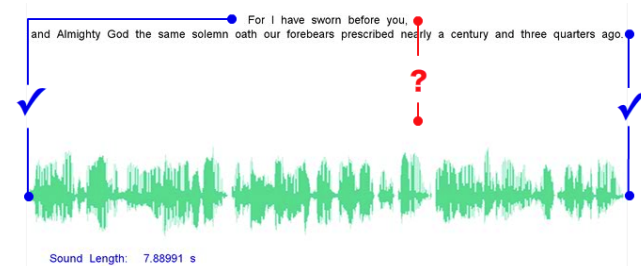 For I have sworn before you,
and Almighty God the same solemn oath our forebears prescribed nearly a century and three quarters ago.
?
Sound Length: 7.88991 s